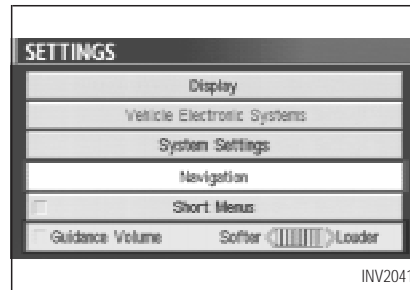 SETTINGS
Display
Vehicle Electronic Systems
System Settings
Navigation
Short Menus
Guidance Volume Softer Louder
INV2041